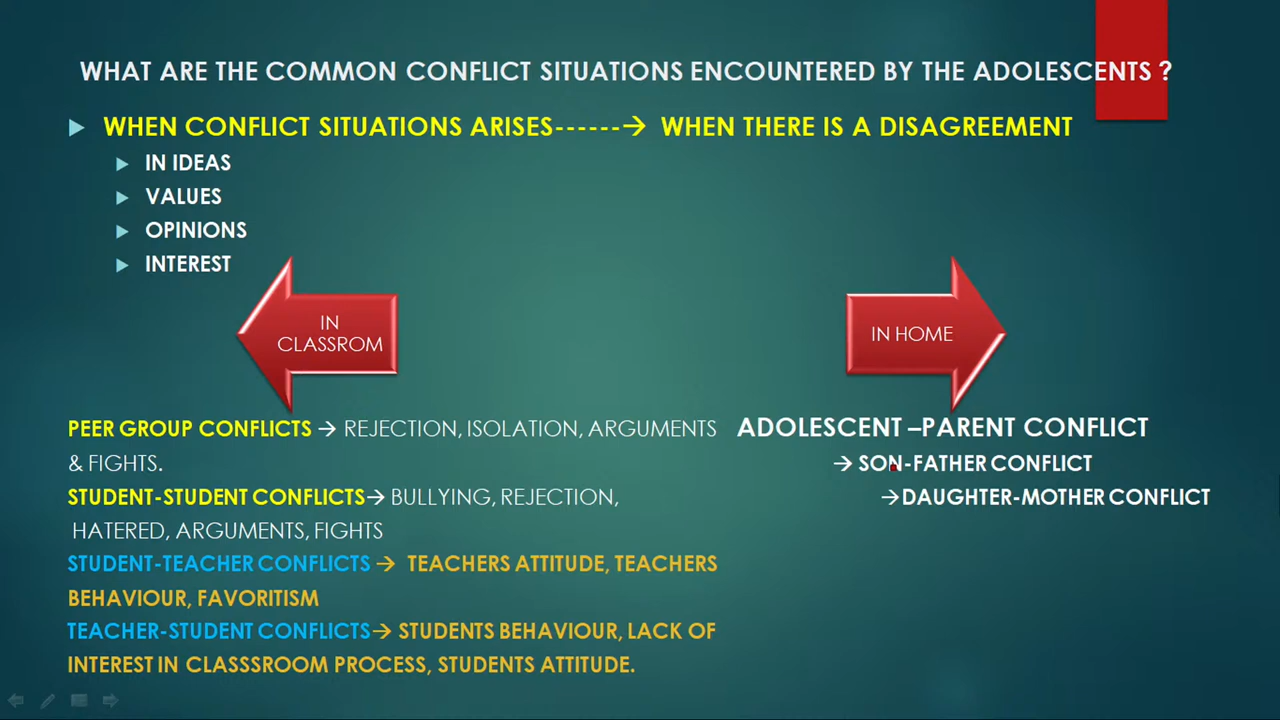 WHAT ARE THE COMMON CONFLICT SITUATIONS ENCOUNTERED BY THE ADOLESCENTS ?
WHEN CONFLICT SITUATIONS ARISES------→ WHEN THERE IS A DISAGREEMENT
IN IDEAS
VALUES
OPINIONS
INTEREST
IN
CLASSROM
IN HOME
PEER GROUP CONFLICTS → REJECTION, ISOLATION, ARGUMENTS
& FIGHTS.
STUDENT-STUDENT CONFLICTS→ BULLYING, REJECTION,
HATERED, ARGUMENTS, FIGHTS
STUDENT-TEACHER CONFLICTS → TEACHERS ATTITUDE, TEACHERS
BEHAVIOUR, FAVORITISM
TEACHER-STUDENT CONFLICTS→ STUDENTS BEHAVIOUR, LACK OF
INTEREST IN CLASSSROOM PROCESS, STUDENTS ATTITUDE.
ADOLESCENT –PARENT CONFLICT
→ SON-FATHER CONFLICT
→DAUGHTER-MOTHER CONFLICT